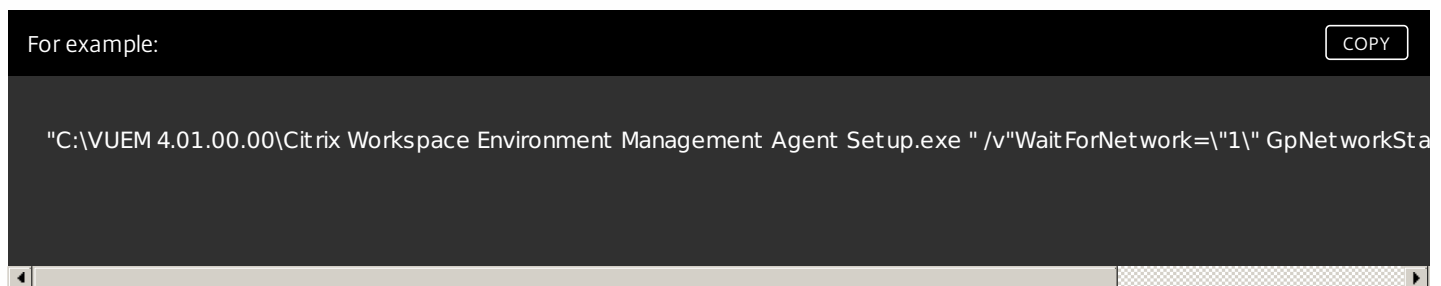 For example:
COPY
"C:\VUEM 4.01.00.00\Citrix Workspace Environment Management Agent Setup.exe " /v"WaitForNetwork=\"1\" GpNetworkSta